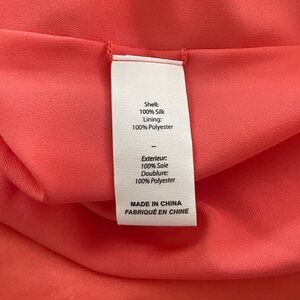 Shell:
100% Silk
Lining:
100% Polyester
--
Exterieur:
100% Soie
Doublure:
100% Polyester
MADE IN CHINA
FABRIQUÉ EN CHINE